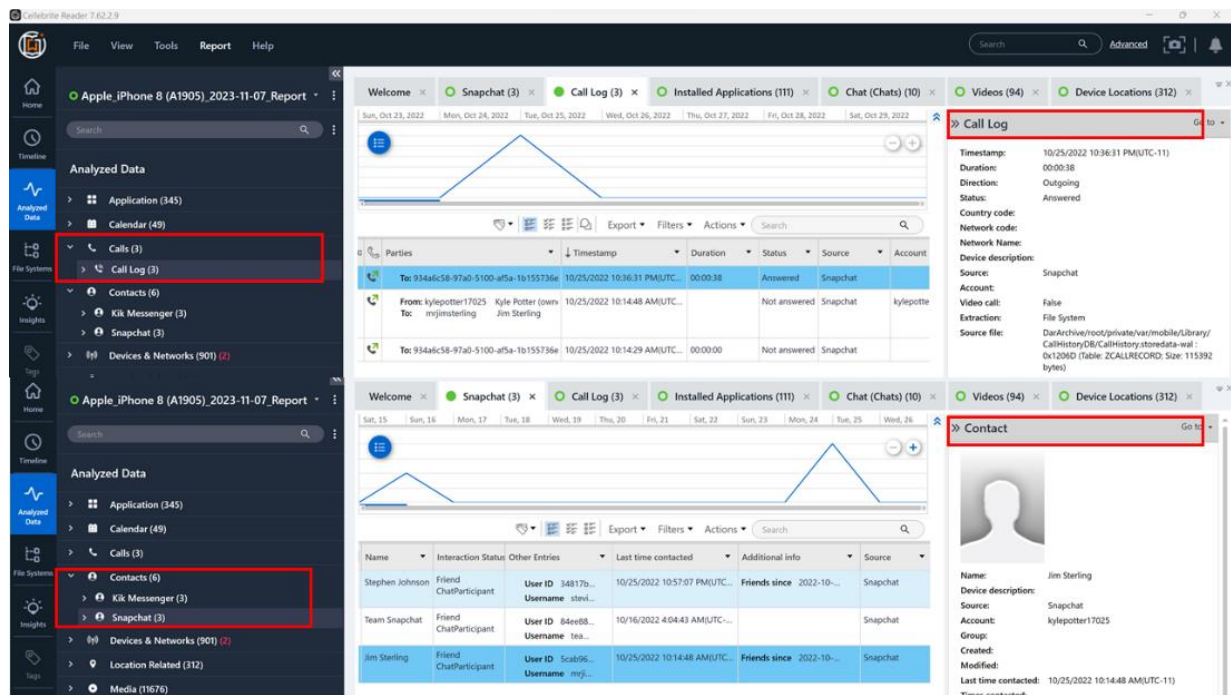 Cellebrite Reader 7.62.2.9
File View Tools Report Help
Search Advanced
Home
Timeline
Analyzed Data
File Systems
Insights
Tags
Apple_iPhone 8 (A1905)_2023-11-07_Report
Search
Analyzed Data
Application (345)
Calendar (49)
Calls (3)
Call Log (3)
Contacts (6)
Kik Messenger (3)
Snapchat (3)
Devices & Networks (901) (2)
Welcome Snapchat (3) Call Log (3) Installed Applications (111) Chat (Chats) (10) Videos (94) Device Locations (312)
Sun, Oct 23, 2022 Mon, Oct 24, 2022 Tue, Oct 25, 2022 Wed, Oct 26, 2022 Thu, Oct 27, 2022 Fri, Oct 28, 2022 Sat, Oct 29, 2022
Export Filters Actions Search
Parties Timestamp Duration Status Source Account
To: 934a6c58-97a0-5100-af5a-1b155736e 10/25/2022 10:36:31 PM(UTC... 00:00:38 Answered Snapchat
From: kylepotter17025 Kyle Potter (own 10/25/2022 10:14:48 AM(UTC... Not answered Snapchat kylepotte
To: mrjimsterling Jim Sterling
To: 934a6c58-97a0-5100-af5a-1b155736e 10/25/2022 10:14:29 AM(UTC... 00:00:00 Not answered Snapchat
Call Log Go to
Timestamp: 10/25/2022 10:36:31 PM(UTC-11)
Duration: 00:00:38
Direction: Outgoing
Status: Answered
Country code:
Network code:
Network Name:
Device description:
Source: Snapchat
Account:
Video call: False
Extraction: File System
Source file: DarArchive/root/private/var/mobile/Library/
CallHistoryDB/CallHistory.storedata-wal :
0x1206D (Table: ZCALLRECORD; Size: 115392
bytes)
Home
Timeline
Analyzed Data
File Systems
Insights
Tags
Apple_iPhone 8 (A1905)_2023-11-07_Report
Search
Analyzed Data
Application (345)
Calendar (49)
Calls (3)
Contacts (6)
Kik Messenger (3)
Snapchat (3)
Devices & Networks (901) (2)
Location Related (312)
Media (11676)
Welcome Snapchat (3) Call Log (3) Installed Applications (111) Chat (Chats) (10) Videos (94) Device Locations (312)
Sat, 15 Sun, 16 Mon, 17 Tue, 18 Wed, 19 Thu, 20 Fri, 21 Sat, 22 Sun, 23 Mon, 24 Tue, 25 Wed, 26
Export Filters Actions Search
Name Interaction Status Other Entries Last time contacted Additional info Source
Stephen Johnson Friend User ID 34817b... 10/25/2022 10:57:07 PM(UTC... Friends since 2022-10-... Snapchat
ChatParticipant Username stevi...
Team Snapchat Friend User ID 84ee88... 10/16/2022 4:04:43 AM(UTC-... Snapchat
ChatParticipant Username tea...
Jim Sterling Friend User ID 5cab96... 10/25/2022 10:14:48 AM(UTC... Friends since 2022-10-... Snapchat
ChatParticipant Username mrji...
Contact Go to
Name: Jim Sterling
Device description:
Source: Snapchat
Account: kylepotter17025
Group:
Created:
Modified:
Last time contacted: 10/25/2022 10:14:48 AM(UTC-11)